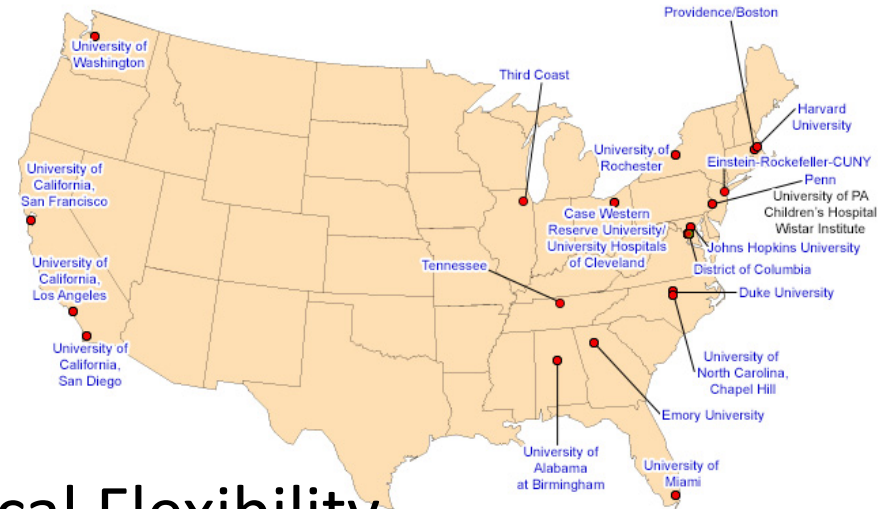 Providence/Boston
University of
Washington
Third Coast
Harvard
University
University of
Rochester
Einstein-Rockefeller-CUNY
Penn
University of PA
Children's Hospital
Wistar Institute
University of
California,
San Francisco
Case Western
Reserve University/
University Hospitals
of Cleveland
Johns Hopkins University
District of Columbia
Tennessee
University of
California,
Los Angeles
Duke University
University of
California,
San Diego
University of
North Carolina,
Chapel Hill
Emory University
University of
Alabama
at Birmingham
University of
Miami
cal Flexibility